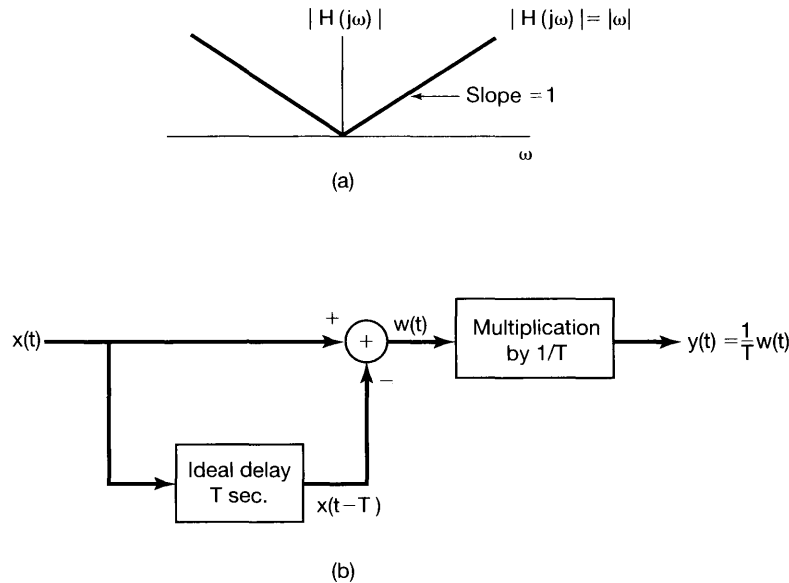 | H (jω) |
| H (jω) | = |ω|
Slope = 1
ω
(a)
x(t)
+
+
−
w(t)
Multiplication
by 1/T
y(t) = 1/T w(t)
Ideal delay
T sec.
x(t−T)
(b)